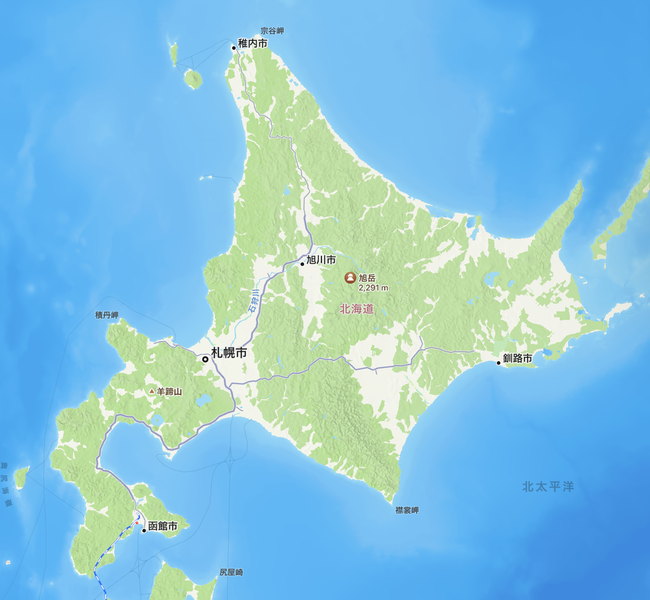 宗谷岬
稚内市
旭川市
旭岳
2,291 m
石狩川
北海道
積丹岬
札幌市
釧路市
羊蹄山
北太平洋
襟裳岬
函館市
尻屋崎